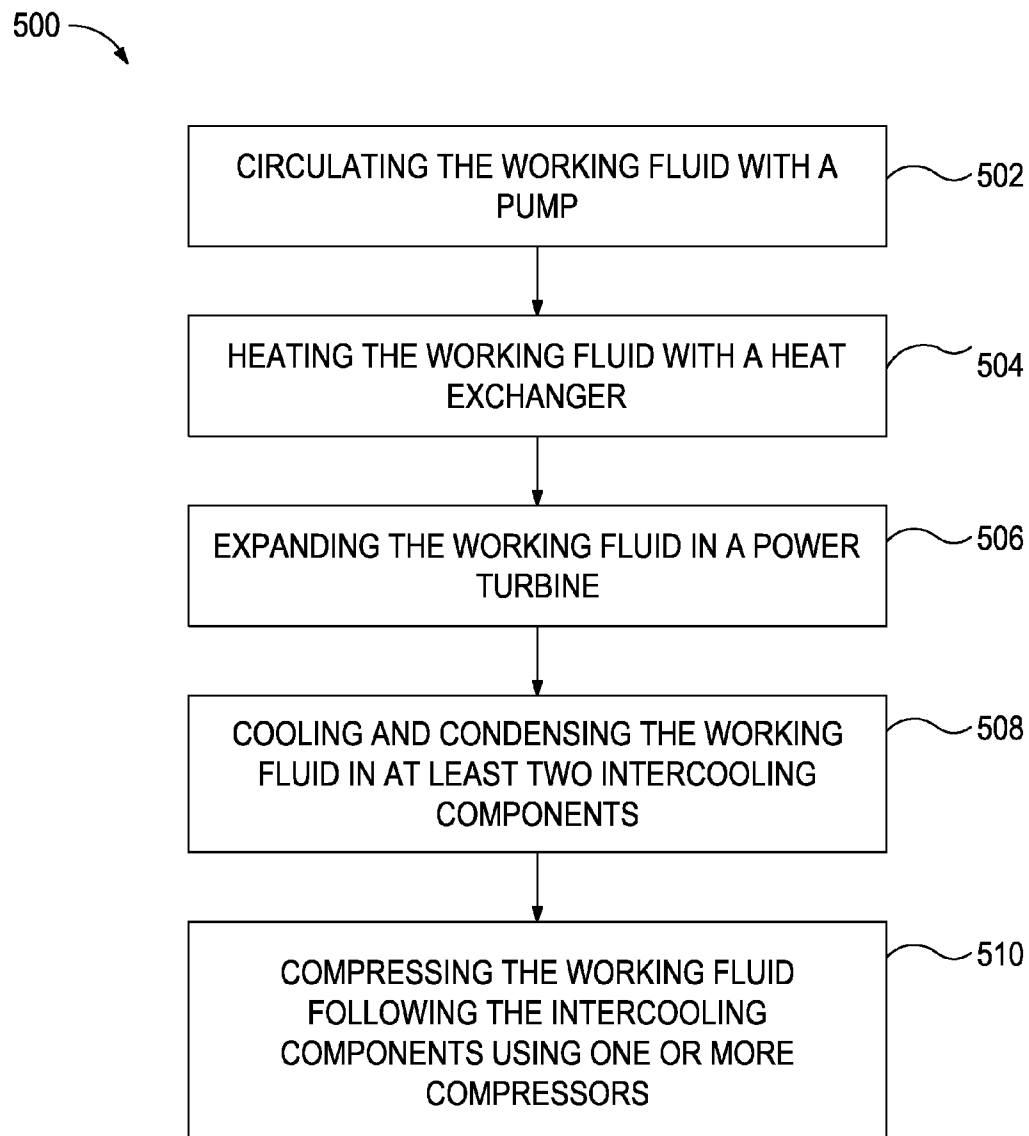 500
CIRCULATING THE WORKING FLUID WITH A
PUMP
502
HEATING THE WORKING FLUID WITH A HEAT
EXCHANGER
504
EXPANDING THE WORKING FLUID IN A POWER
TURBINE
506
COOLING AND CONDENSING THE WORKING
FLUID IN AT LEAST TWO INTERCOOLING
COMPONENTS
508
COMPRESSING THE WORKING FLUID
FOLLOWING THE INTERCOOLING
COMPONENTS USING ONE OR MORE
COMPRESSORS
510